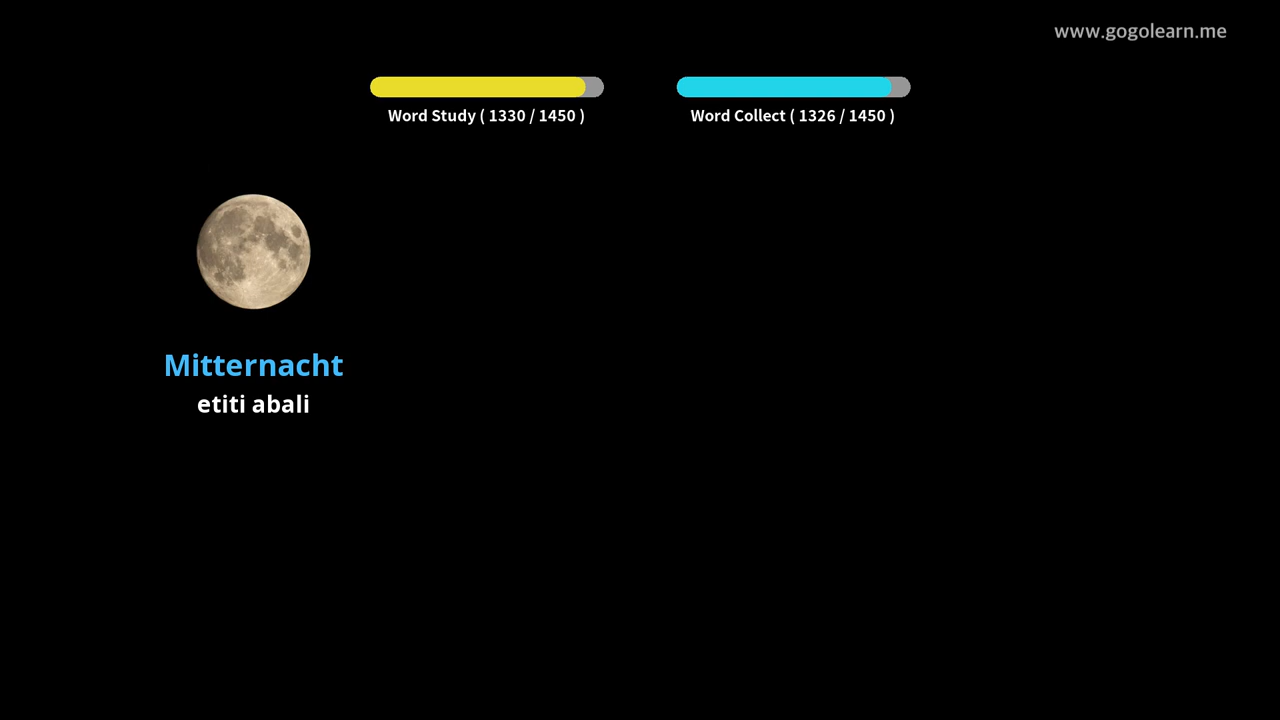 www.gogolearn.me
Word Study ( 1330 / 1450 )
Word Collect ( 1326 / 1450 )
Mitternacht
etiti abali